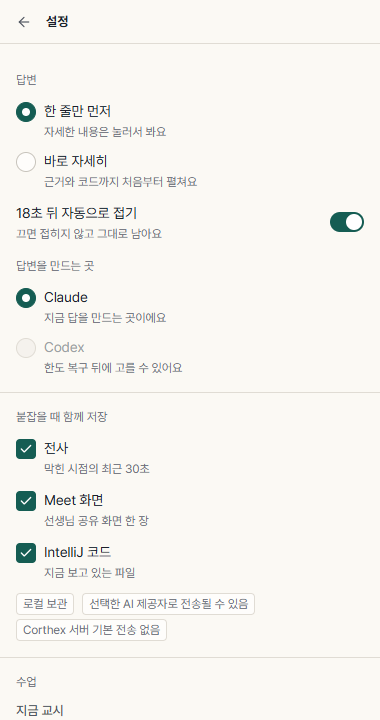 설정
답변
한 줄만 먼저
자세한 내용은 눌러서 봐요
바로 자세히
근거와 코드까지 처음부터 펼쳐요
18초 뒤 자동으로 접기
끄면 접히지 않고 그대로 남아요
답변을 만드는 곳
Claude
지금 답을 만드는 곳이에요
Codex
한도 복구 뒤에 고를 수 있어요
붙잡을 때 함께 저장
전사
막힌 시점의 최근 30초
Meet 화면
선생님 공유 화면 한 장
IntelliJ 코드
지금 보고 있는 파일
로컬 보관 선택한 AI 제공자로 전송될 수 있음
Corthex 서버 기본 전송 없음
수업
지금 교시